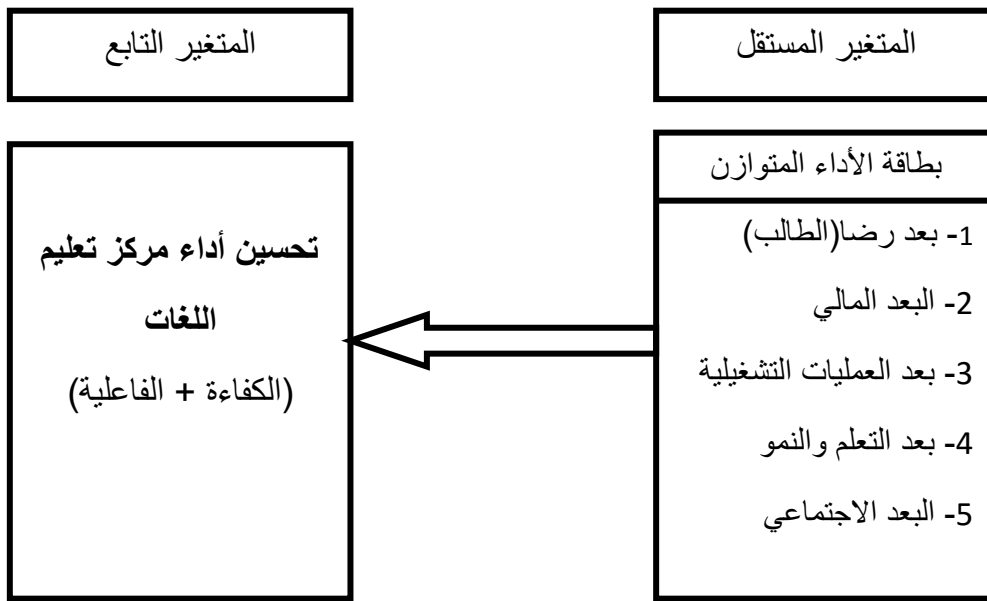 المتغير المستقل
بطاقة الأداء المتوازن
1- بعد رضا(الطالب)
2- البعد المالي
3- بعد العمليات التشغيلية
4- بعد التعلم والنمو
5- البعد الاجتماعي
المتغير التابع
تحسين أداء مركز تعليم
اللغات
(الكفاءة + الفاعلية)